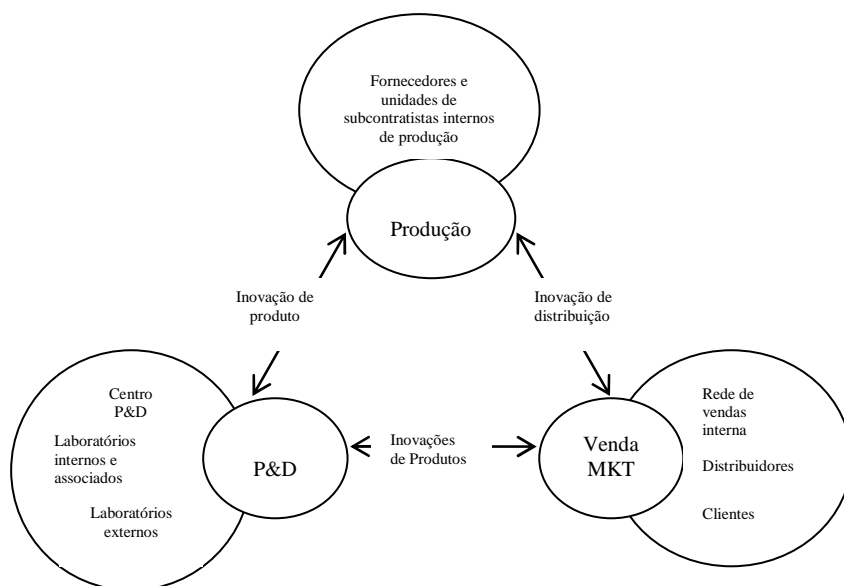 Fornecedores e
unidades de
subcontratistas internos
de produção
Produção
Inovação de
produto
Inovação de
distribuição
Centro
P&D
Laboratórios
internos e
associados
Laboratórios
externos
P&D
Inovações
de Produtos
Venda
MKT
Rede de
vendas
interna
Distribuidores
Clientes